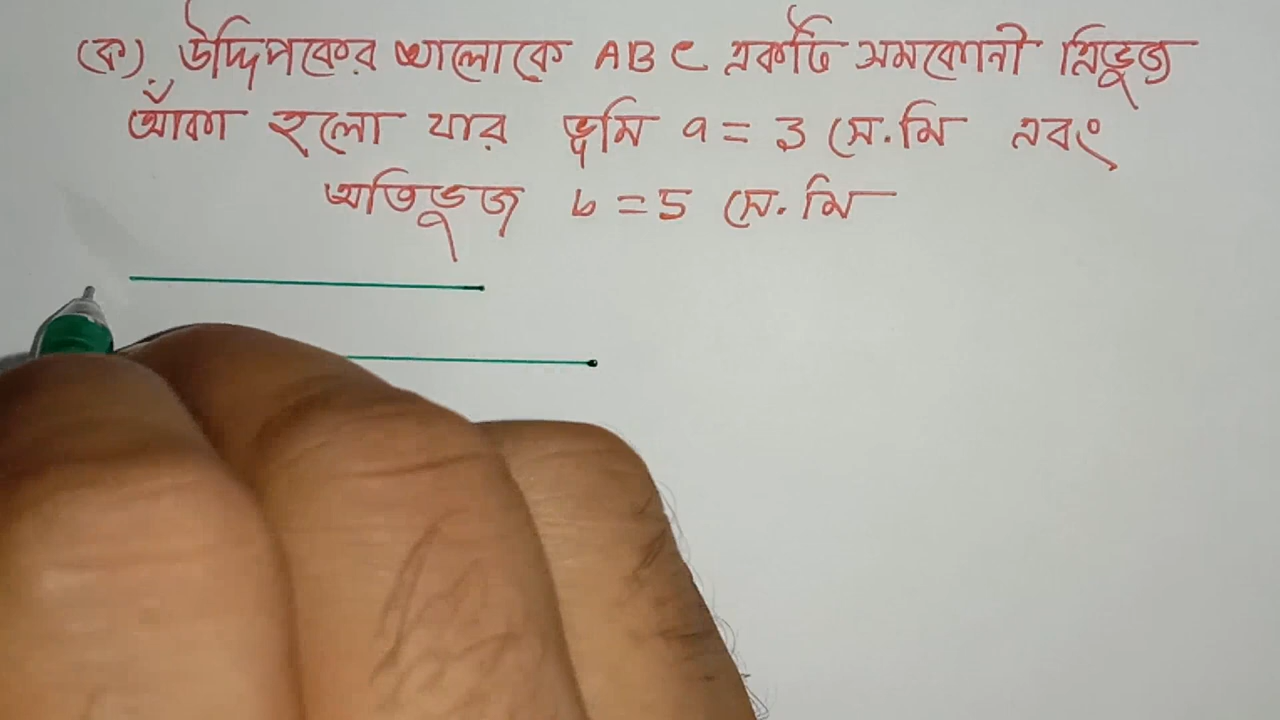 (ক) উদ্দিপকের আলোকে ABC একটি সমকোনী ত্রিভূজ
আঁকা হলো যার ভূমি a = 3 সে.মি এবং
অতিভূজ b = 5 সে.মি